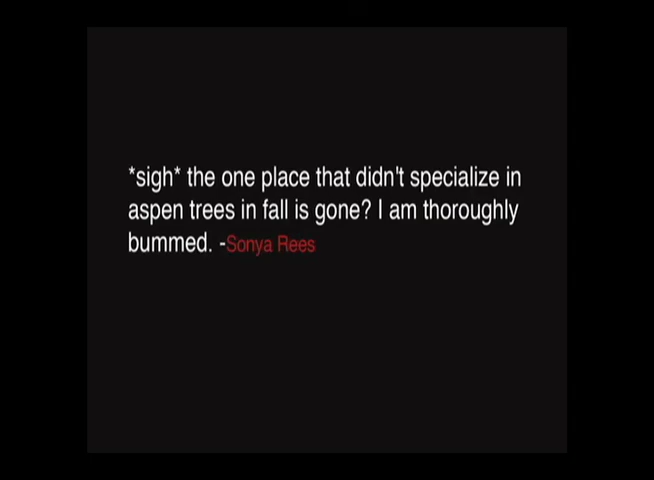 *sigh* the one place that didn't specialize in
aspen trees in fall is gone? I am thoroughly
bummed. -Sonya Rees